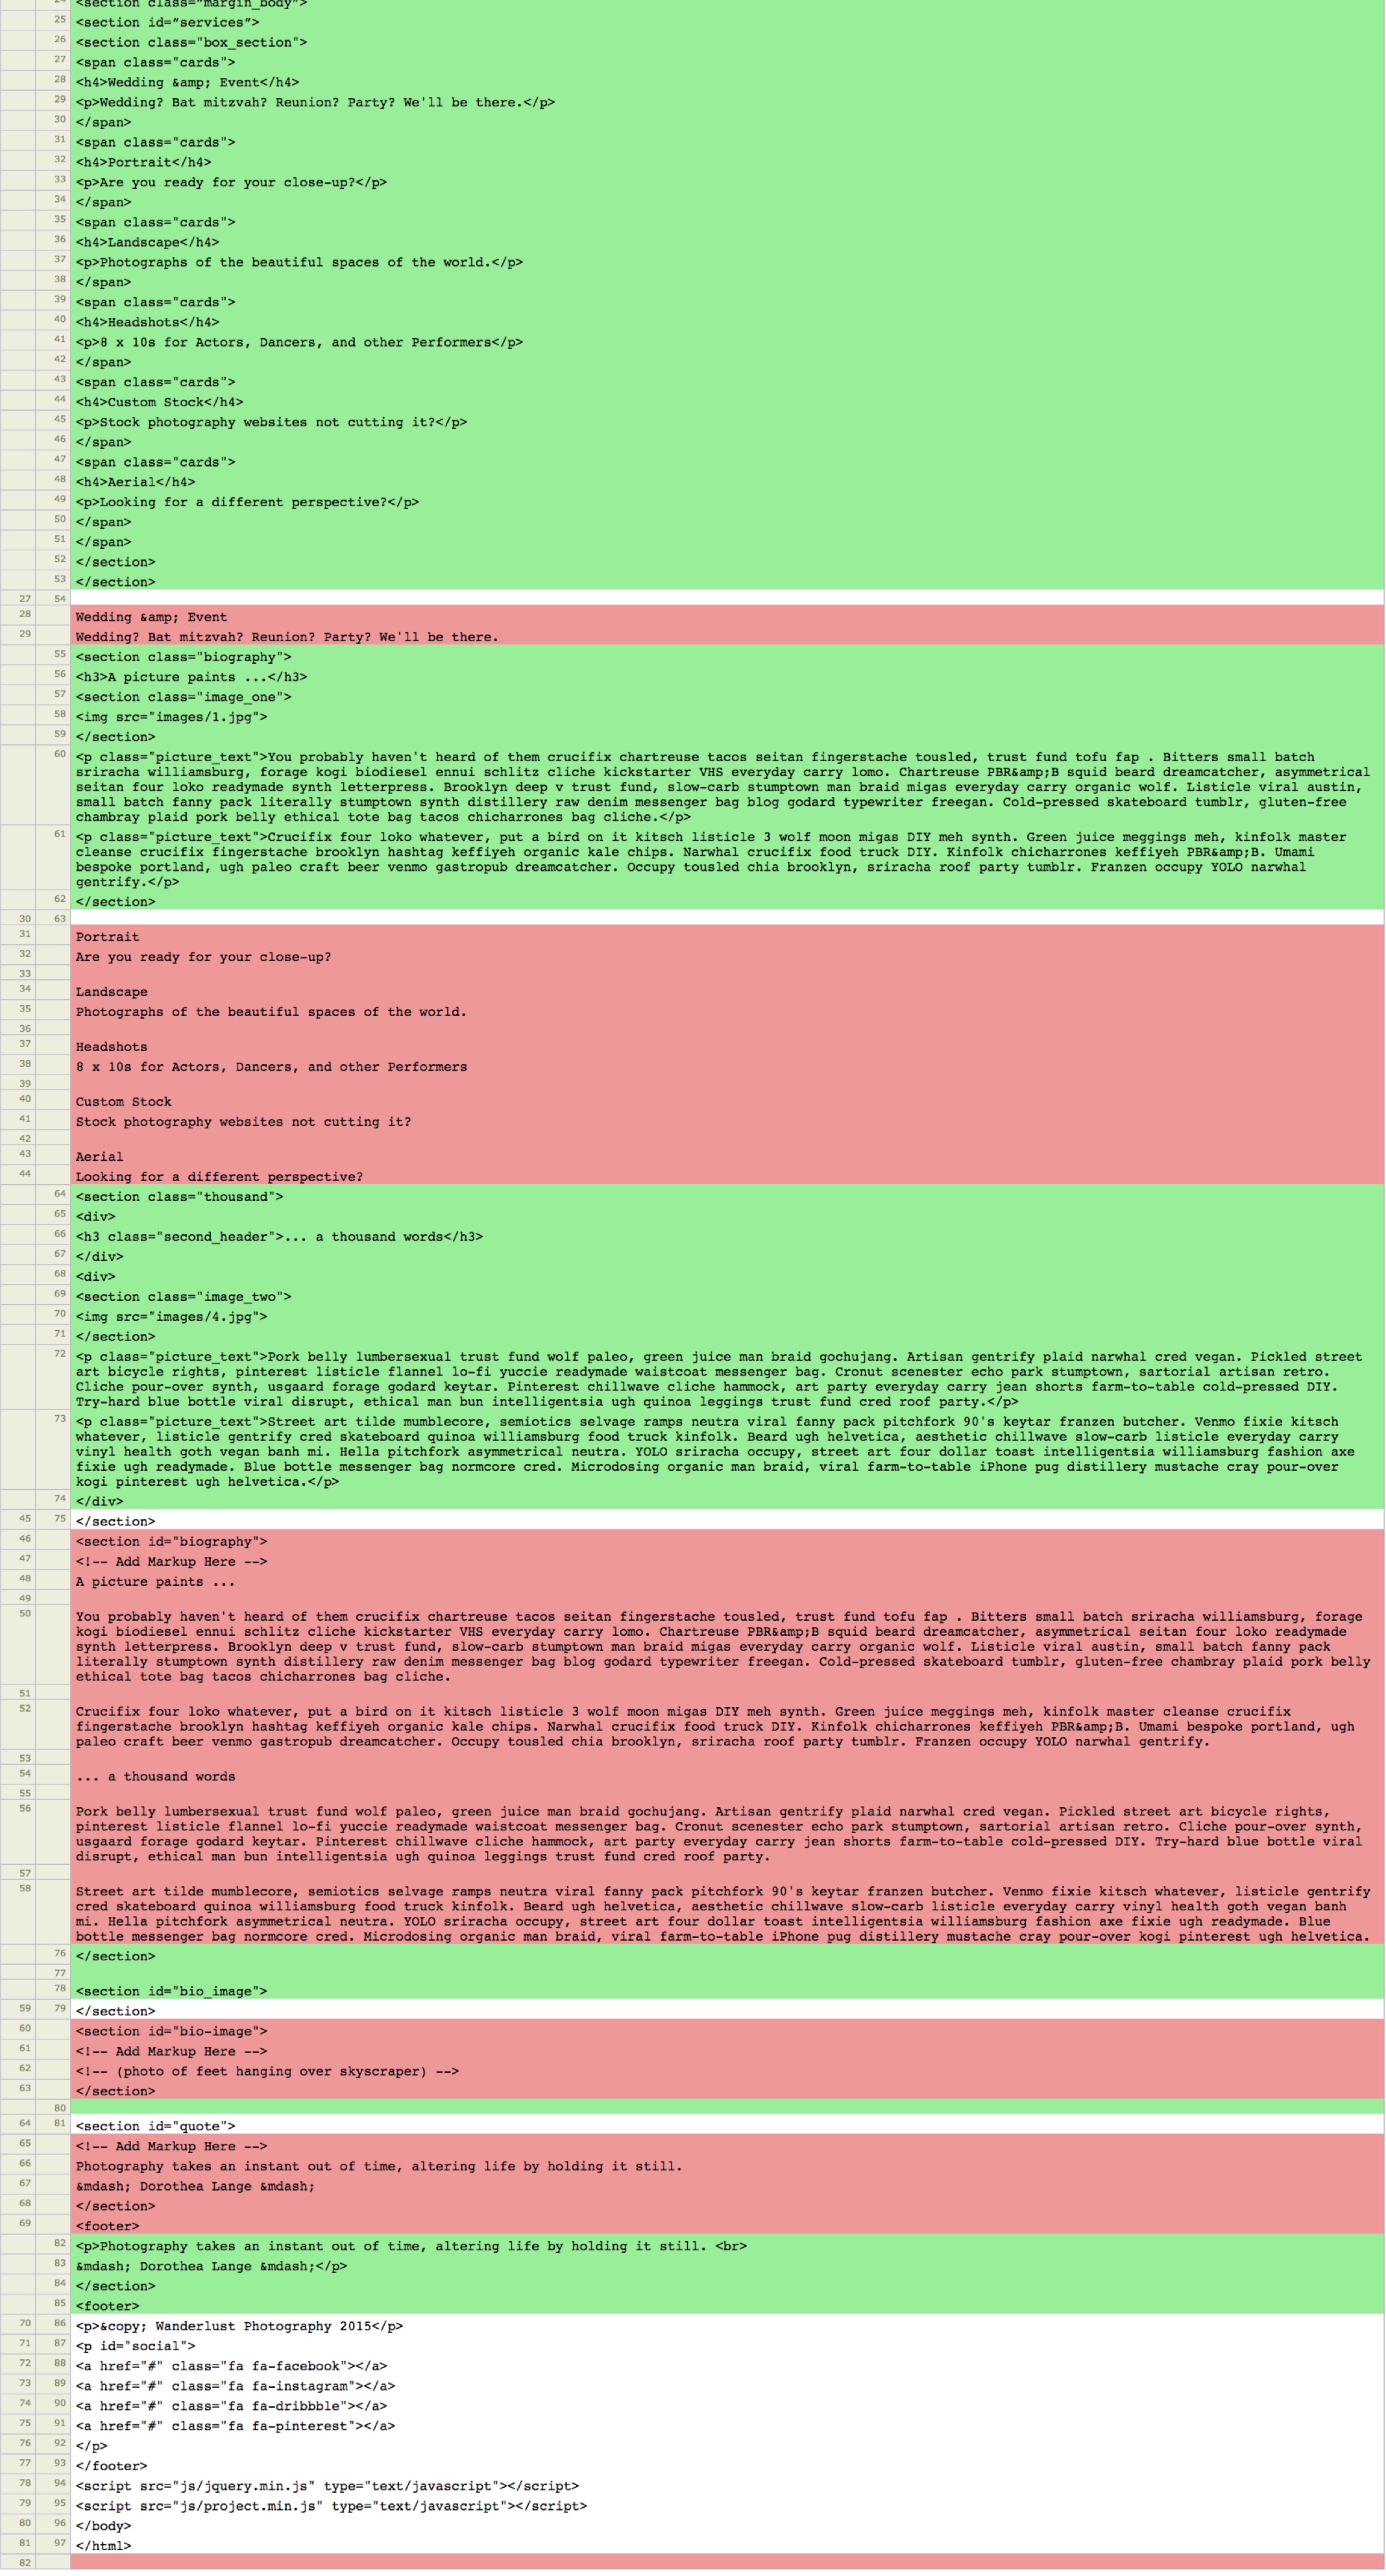 24 <section class="margin_body">
25 <section id=“services”>
26 <section class="box_section">
27 <span class="cards">
28 <h4>Wedding &amp; Event</h4>
29 <p>Wedding? Bat mitzvah? Reunion? Party? We'll be there.</p>
30 </span>
31 <span class="cards">
32 <h4>Portrait</h4>
33 <p>Are you ready for your close-up?</p>
34 </span>
35 <span class="cards">
36 <h4>Landscape</h4>
37 <p>Photographs of the beautiful spaces of the world.</p>
38 </span>
39 <span class="cards">
40 <h4>Headshots</h4>
41 <p>8 x 10s for Actors, Dancers, and other Performers</p>
42 </span>
43 <span class="cards">
44 <h4>Custom Stock</h4>
45 <p>Stock photography websites not cutting it?</p>
46 </span>
47 <span class="cards">
48 <h4>Aerial</h4>
49 <p>Looking for a different perspective?</p>
50 </span>
51 </span>
52 </section>
53 </section>
27 54
28 Wedding &amp; Event
29 Wedding? Bat mitzvah? Reunion? Party? We'll be there.
55 <section class="biography">
56 <h3>A picture paints ...</h3>
57 <section class="image_one">
58 <img src="images/1.jpg">
59 </section>
60 <p class="picture_text">You probably haven't heard of them crucifix chartreuse tacos seitan fingerstache tousled, trust fund tofu fap . Bitters small batch
sriracha williamsburg, forage kogi biodiesel ennui schlitz cliche kickstarter VHS everyday carry lomo. Chartreuse PBR&amp;B squid beard dreamcatcher, asymmetrical
seitan four loko readymade synth letterpress. Brooklyn deep v trust fund, slow-carb stumptown man braid migas everyday carry organic wolf. Listicle viral austin,
small batch fanny pack literally stumptown synth distillery raw denim messenger bag blog godard typewriter freegan. Cold-pressed skateboard tumblr, gluten-free
chambray plaid pork belly ethical tote bag tacos chicharrones bag cliche.</p>
61 <p class="picture_text">Crucifix four loko whatever, put a bird on it kitsch listicle 3 wolf moon migas DIY meh synth. Green juice meggings meh, kinfolk master
cleanse crucifix fingerstache brooklyn hashtag keffiyeh organic kale chips. Narwhal crucifix food truck DIY. Kinfolk chicharrones keffiyeh PBR&amp;B. Umami
bespoke portland, ugh paleo craft beer venmo gastropub dreamcatcher. Occupy tousled chia brooklyn, sriracha roof party tumblr. Franzen occupy YOLO narwhal
gentrify.</p>
62 </section>
30 63
31 Portrait
32 Are you ready for your close-up?
33
34 Landscape
35 Photographs of the beautiful spaces of the world.
36
37 Headshots
38 8 x 10s for Actors, Dancers, and other Performers
39
40 Custom Stock
41 Stock photography websites not cutting it?
42
43 Aerial
44 Looking for a different perspective?
64 <section class="thousand">
65 <div>
66 <h3 class="second_header">... a thousand words</h3>
67 </div>
68 <div>
69 <section class="image_two">
70 <img src="images/4.jpg">
71 </section>
72 <p class="picture_text">Pork belly lumbersexual trust fund wolf paleo, green juice man braid gochujang. Artisan gentrify plaid narwhal cred vegan. Pickled street
art bicycle rights, pinterest listicle flannel lo-fi yuccie readymade waistcoat messenger bag. Cronut scenester echo park stumptown, sartorial artisan retro.
Cliche pour-over synth, usgaard forage godard keytar. Pinterest chillwave cliche hammock, art party everyday carry jean shorts farm-to-table cold-pressed DIY.
Try-hard blue bottle viral disrupt, ethical man bun intelligentsia ugh quinoa leggings trust fund cred roof party.</p>
73 <p class="picture_text">Street art tilde mumblecore, semiotics selvage ramps neutra viral fanny pack pitchfork 90's keytar franzen butcher. Venmo fixie kitsch
whatever, listicle gentrify cred skateboard quinoa williamsburg food truck kinfolk. Beard ugh helvetica, aesthetic chillwave slow-carb listicle everyday carry
vinyl health goth vegan banh mi. Hella pitchfork asymmetrical neutra. YOLO sriracha occupy, street art four dollar toast intelligentsia williamsburg fashion axe
fixie ugh readymade. Blue bottle messenger bag normcore cred. Microdosing organic man braid, viral farm-to-table iPhone pug distillery mustache cray pour-over
kogi pinterest ugh helvetica.</p>
74 </div>
45 75 </section>
46 <section id="biography">
47 <!-- Add Markup Here -->
48 A picture paints ...
49
50 You probably haven't heard of them crucifix chartreuse tacos seitan fingerstache tousled, trust fund tofu fap . Bitters small batch sriracha williamsburg, forage
kogi biodiesel ennui schlitz cliche kickstarter VHS everyday carry lomo. Chartreuse PBR&amp;B squid beard dreamcatcher, asymmetrical seitan four loko readymade
synth letterpress. Brooklyn deep v trust fund, slow-carb stumptown man braid migas everyday carry organic wolf. Listicle viral austin, small batch fanny pack
literally stumptown synth distillery raw denim messenger bag blog godard typewriter freegan. Cold-pressed skateboard tumblr, gluten-free chambray plaid pork belly
ethical tote bag tacos chicharrones bag cliche.
51
52 Crucifix four loko whatever, put a bird on it kitsch listicle 3 wolf moon migas DIY meh synth. Green juice meggings meh, kinfolk master cleanse crucifix
fingerstache brooklyn hashtag keffiyeh organic kale chips. Narwhal crucifix food truck DIY. Kinfolk chicharrones keffiyeh PBR&amp;B. Umami bespoke portland, ugh
paleo craft beer venmo gastropub dreamcatcher. Occupy tousled chia brooklyn, sriracha roof party tumblr. Franzen occupy YOLO narwhal gentrify.
53
54 ... a thousand words
55
56 Pork belly lumbersexual trust fund wolf paleo, green juice man braid gochujang. Artisan gentrify plaid narwhal cred vegan. Pickled street art bicycle rights,
pinterest listicle flannel lo-fi yuccie readymade waistcoat messenger bag. Cronut scenester echo park stumptown, sartorial artisan retro. Cliche pour-over synth,
usgaard forage godard keytar. Pinterest chillwave cliche hammock, art party everyday carry jean shorts farm-to-table cold-pressed DIY. Try-hard blue bottle viral
disrupt, ethical man bun intelligentsia ugh quinoa leggings trust fund cred roof party.
57
58 Street art tilde mumblecore, semiotics selvage ramps neutra viral fanny pack pitchfork 90's keytar franzen butcher. Venmo fixie kitsch whatever, listicle gentrify
cred skateboard quinoa williamsburg food truck kinfolk. Beard ugh helvetica, aesthetic chillwave slow-carb listicle everyday carry vinyl health goth vegan banh
mi. Hella pitchfork asymmetrical neutra. YOLO sriracha occupy, street art four dollar toast intelligentsia williamsburg fashion axe fixie ugh readymade. Blue
bottle messenger bag normcore cred. Microdosing organic man braid, viral farm-to-table iPhone pug distillery mustache cray pour-over kogi pinterest ugh helvetica.
76 </section>
77
78 <section id="bio_image">
59 79 </section>
60 <section id="bio-image">
61 <!-- Add Markup Here -->
62 <!-- (photo of feet hanging over skyscraper) -->
63 </section>
80
64 81 <section id="quote">
65 <!-- Add Markup Here -->
66 Photography takes an instant out of time, altering life by holding it still.
67 &mdash; Dorothea Lange &mdash;
68 </section>
69 <footer>
82 <p>Photography takes an instant out of time, altering life by holding it still. <br>
83 &mdash; Dorothea Lange &mdash;</p>
84 </section>
85 <footer>
70 86 <p>&copy; Wanderlust Photography 2015</p>
71 87 <p id="social">
72 88 <a href="#" class="fa fa-facebook"></a>
73 89 <a href="#" class="fa fa-instagram"></a>
74 90 <a href="#" class="fa fa-dribbble"></a>
75 91 <a href="#" class="fa fa-pinterest"></a>
76 92 </p>
77 93 </footer>
78 94 <script src="js/jquery.min.js" type="text/javascript"></script>
79 95 <script src="js/project.min.js" type="text/javascript"></script>
80 96 </body>
81 97 </html>
82